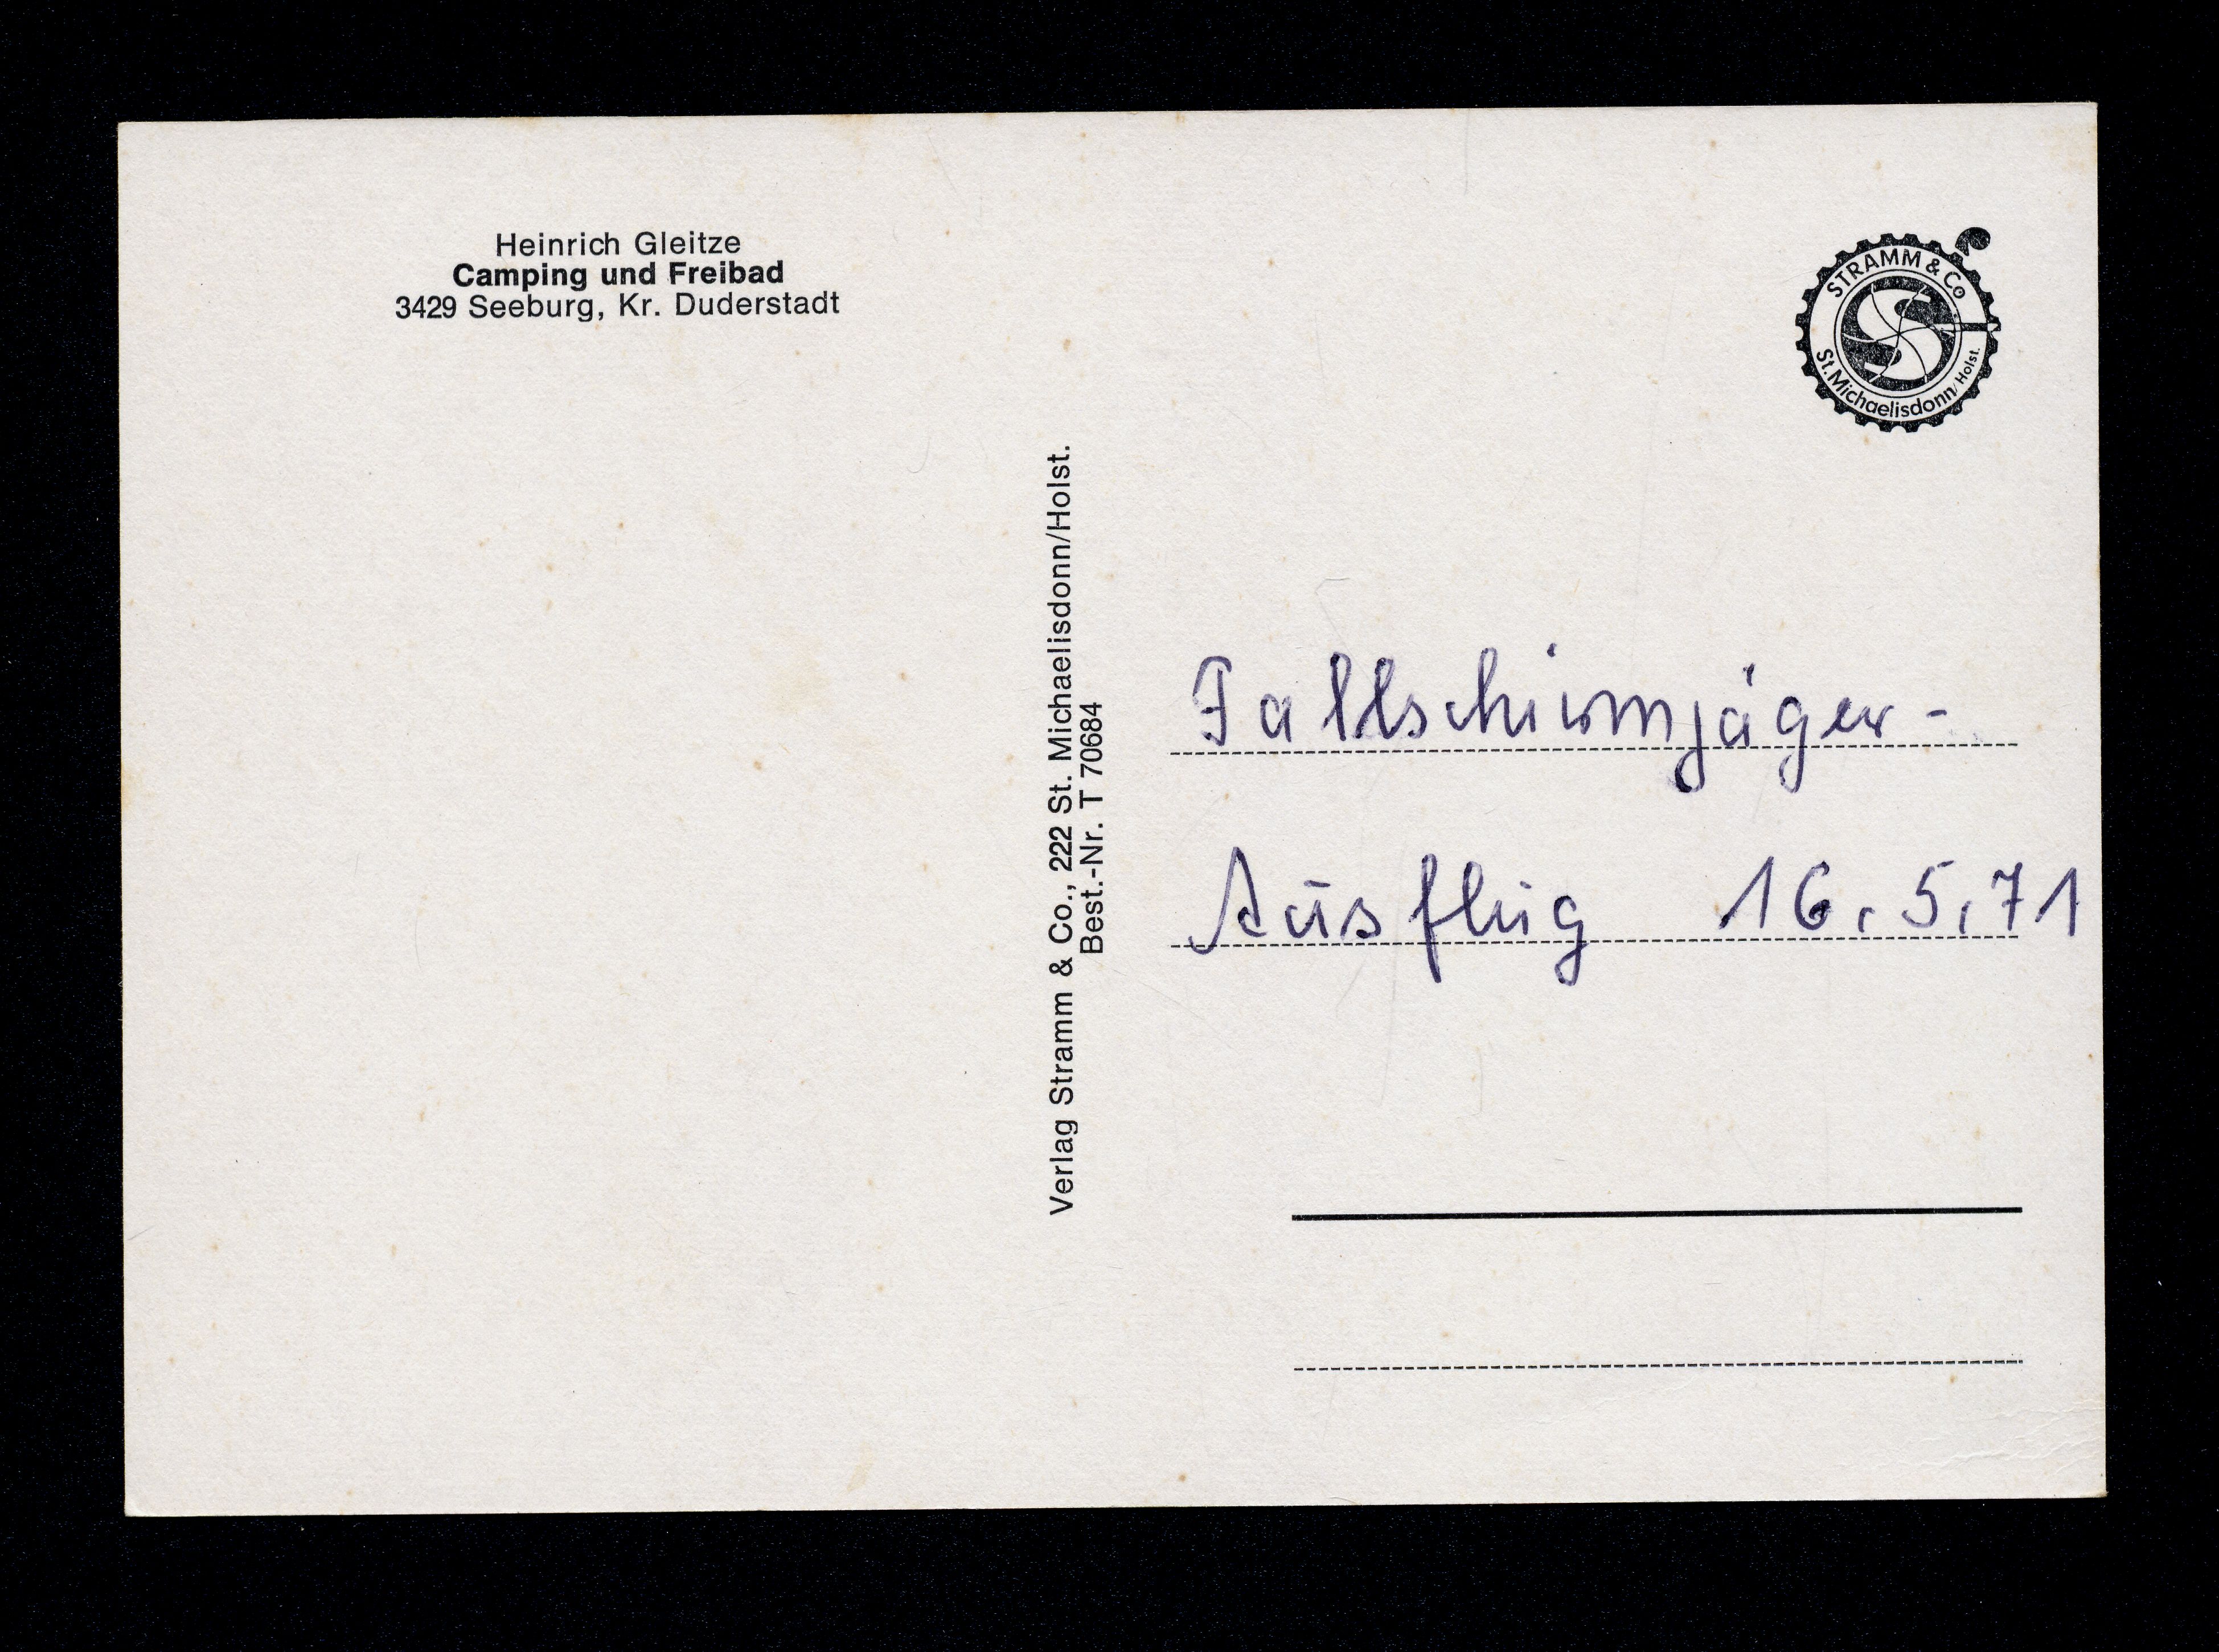 Heinrich Gleitze
Camping und Freibad
3429 Seeburg, Kr. Duderstadt
Verlag Stramm & Co., 222 St. Michaelisdonn/Holst.
Best.-Nr. T 70684
STRAMM & Co
St. Michaelisdonn/Holst.
Fallschirmjäger-
Ausflug 16.5.71